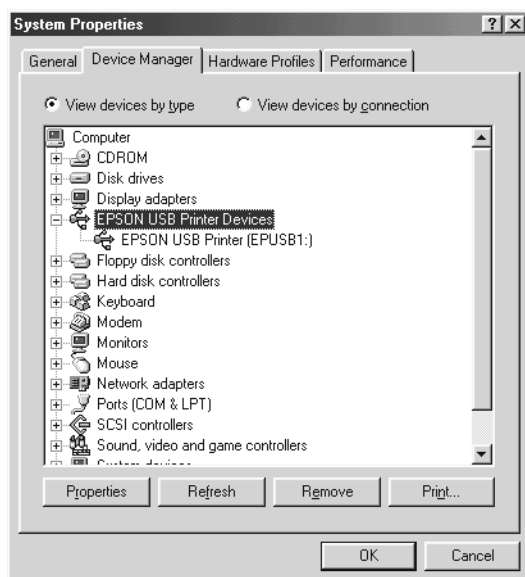 System Properties
General Device Manager Hardware Profiles Performance
View devices by type View devices by connection
Computer
CDROM
Disk drives
Display adapters
EPSON USB Printer Devices
EPSON USB Printer (EPUSB1:)
Floppy disk controllers
Hard disk controllers
Keyboard
Modem
Monitors
Mouse
Network adapters
Ports (COM & LPT)
SCSI controllers
Sound, video and game controllers
System devices
Properties Refresh Remove Print...
OK Cancel